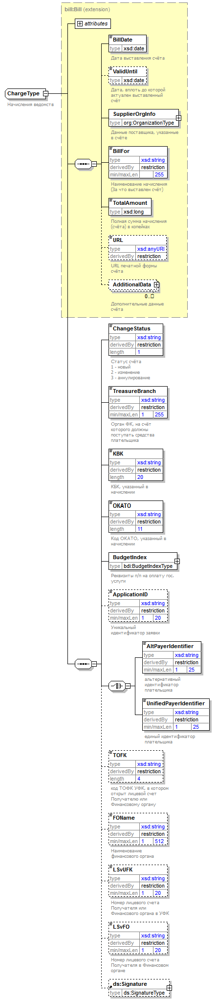 bill:Bill (extension)
attributes
BillDate
type xsd:date
Дата выставления счёта
ValidUntil
type xsd:date
Дата, вплоть до которой
актуален выставленный
счёт
ChargeType
Начисления ведомств
SupplierOrgInfo
type org:OrganizationType
Данные поставщика, указанные
в счёте
BillFor
type xsd:string
derivedBy restriction
min/maxLen 255
Наименование начисления
(За что выставлен счёт)
TotalAmount
type xsd:long
Полная сумма начисления
(счёта) в копейках
URL
type xsd:anyURI
derivedBy restriction
URL печатной формы
счёта
AdditionalData
0..
Дополнительные данные
счёта
ChangeStatus
type xsd:string
derivedBy restriction
length 1
Статус счёта
1 - новый
2 - изменение
3 - аннулирование
TreasureBranch
type xsd:string
derivedBy restriction
min/maxLen 1 255
Орган ФК, на счёт
которого должны
поступать средства
плательщика
КВК
type xsd:string
derivedBy restriction
length 20
КБК, указанный в
начислении
OKATO
type xsd:string
derivedBy restriction
length 11
Код ОКАТО, указанный в
начислении
BudgetIndex
type bdi:BudgetIndexType
Реквизиты п/п на оплату гос.
услуги
ApplicationID
type xsd:string
derivedBy restriction
min/maxLen 1 20
Уникальный
идентификатор заявки
AltPayerIdentifier
type xsd:string
derivedBy restriction
min/maxLen 1 25
альтернативный
идентификатор
плательщика
UnifiedPayerIdentifier
type xsd:string
derivedBy restriction
min/maxLen 1 25
единый идентификатор
плательщика
TOFK
type xsd:string
derivedBy restriction
length 4
код ТОФК УФК, в котором
открыт лицевой счет
Получателю или
Финансовому органу
FOName
type xsd:string
derivedBy restriction
min/maxLen 1 512
Наименование
финансового органа
LSvUFK
type xsd:string
derivedBy restriction
min/maxLen 1 20
Номер лицевого счета
Получателя или
Финансового органа в УФК
LSvFO
type xsd:string
derivedBy restriction
min/maxLen 1 20
Номер лицевого счета
Получателя в Финансовом
органе
ds:Signature
type ds:SignatureType